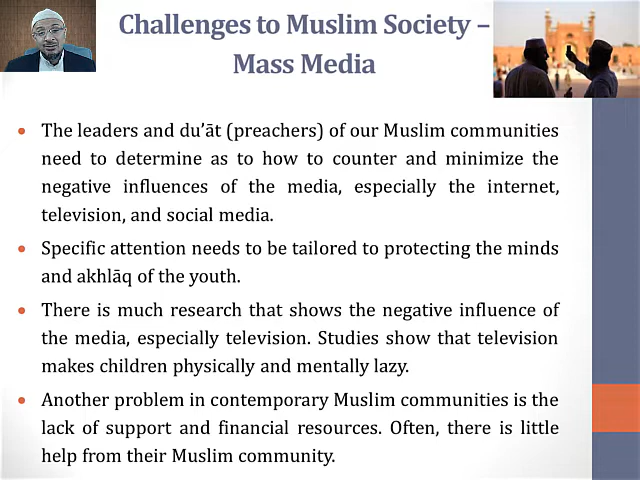 Challenges to Muslim Society –
Mass Media
• The leaders and du’āt (preachers) of our Muslim communities
need to determine as to how to counter and minimize the
negative influences of the media, especially the internet,
television, and social media.
• Specific attention needs to be tailored to protecting the minds
and akhlāq of the youth.
• There is much research that shows the negative influence of
the media, especially television. Studies show that television
makes children physically and mentally lazy.
• Another problem in contemporary Muslim communities is the
lack of support and financial resources. Often, there is little
help from their Muslim community.